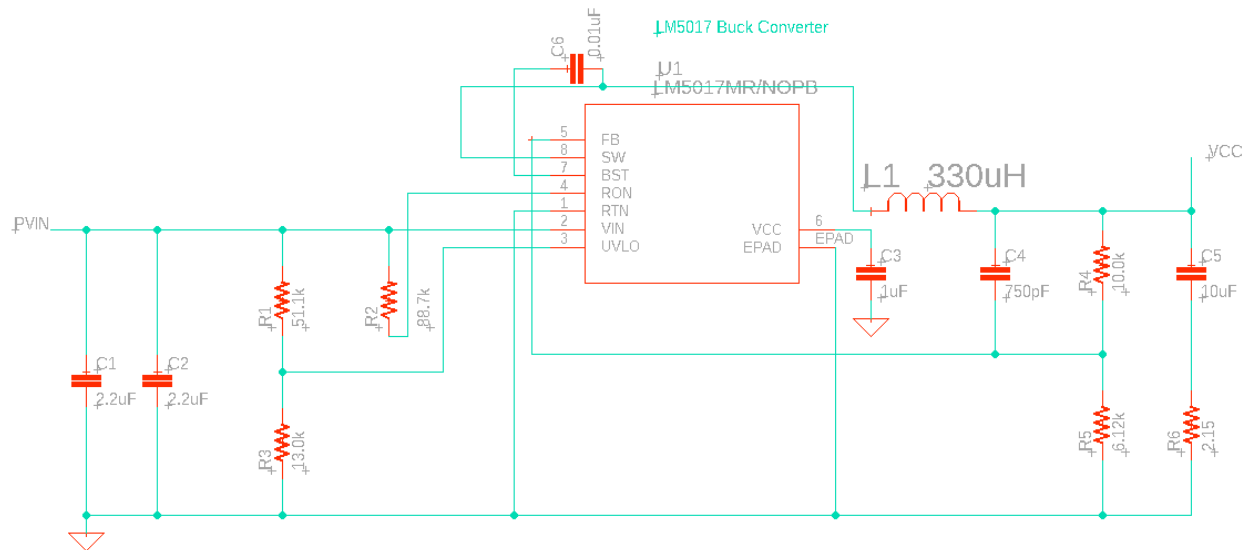 LM5017 Buck Converter
C6
0.01uF
U1
LM5017MR/NOPB
5 FB
8 SW
7 BST
4 RON
1 RTN
2 VIN
3 UVLO
VCC 6
EPAD EPAD
PVIN
VCC
L1 330uH
C3
1uF
C4
750pF
R4
10.0k
C5
10uF
R1
51.1k
R2
88.7k
C1
2.2uF
C2
2.2uF
R3
13.0k
R5
6.12k
R6
2.15